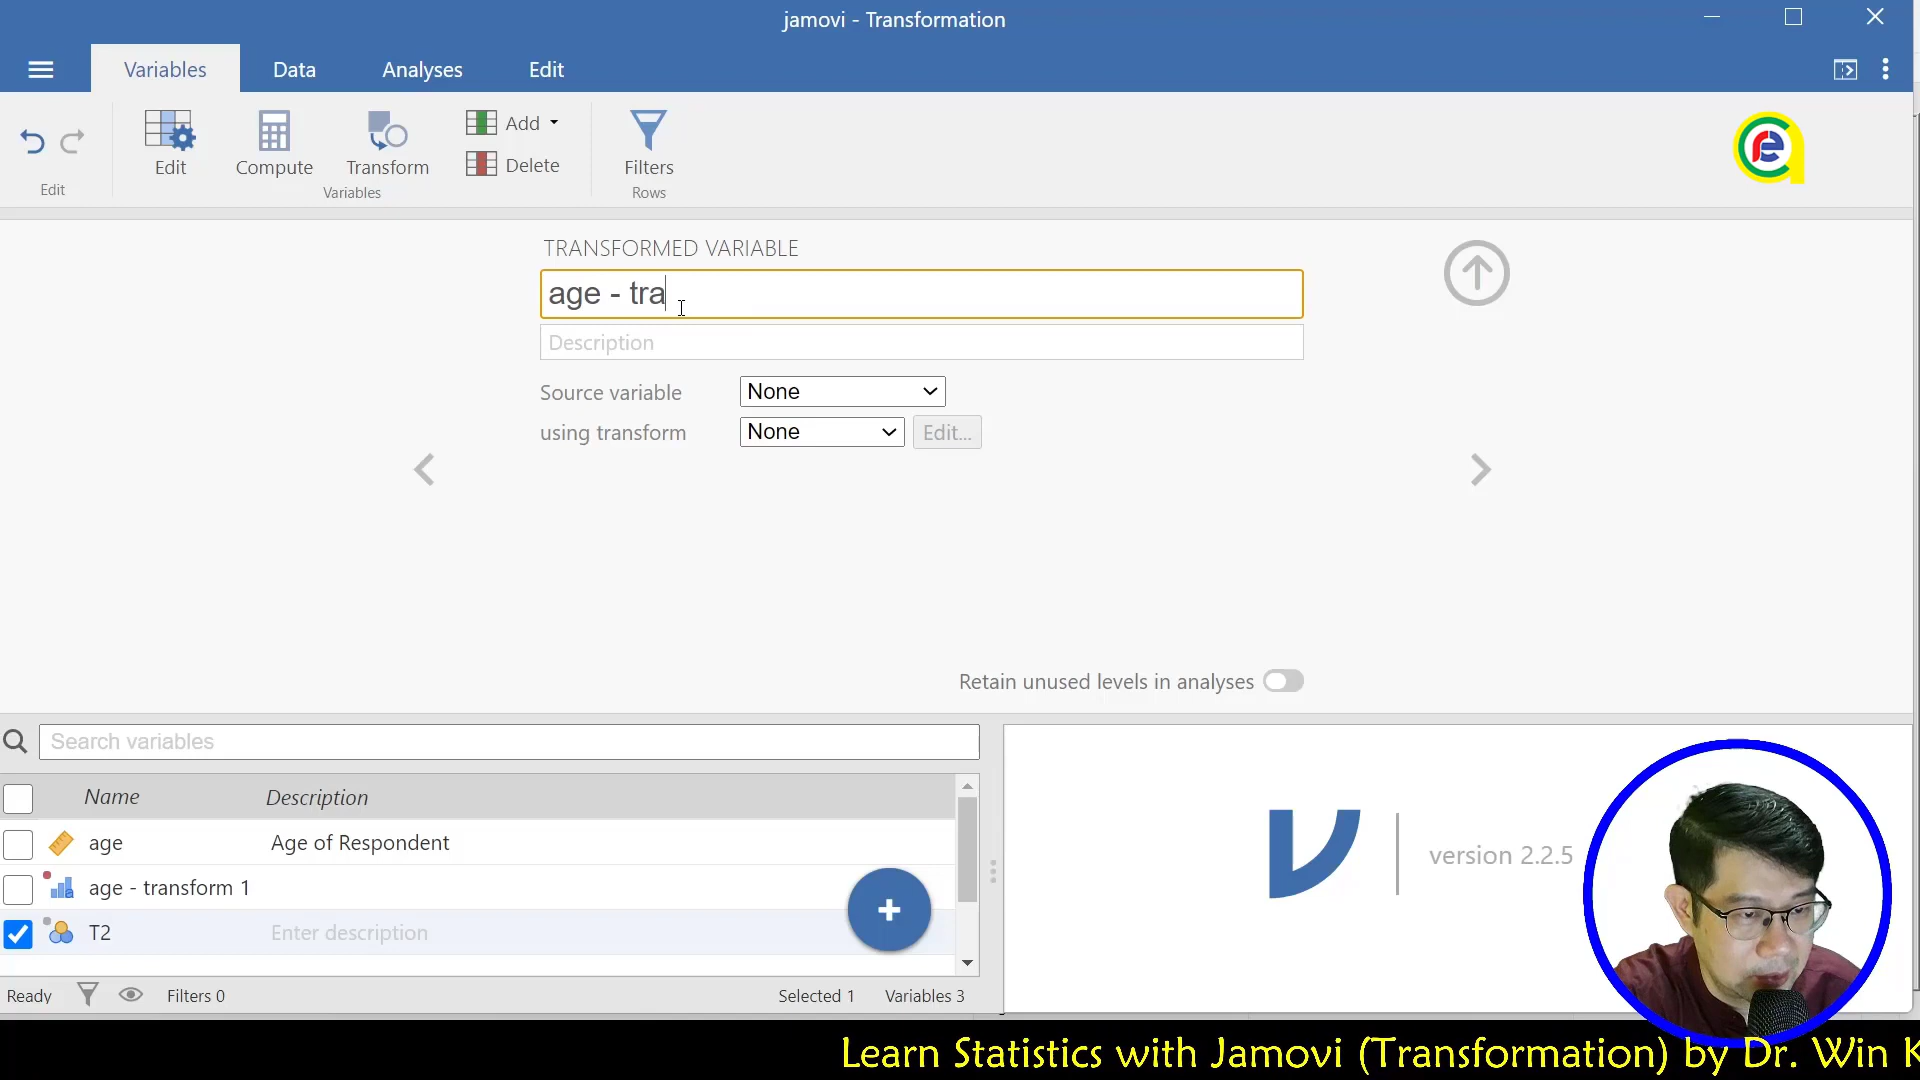 jamovi - Transformation
Variables
Data
Analyses
Edit
Edit
Compute
Transform
Add
Delete
Filters
Edit
Variables
Rows
TRANSFORMED VARIABLE
age - tra
Description
Source variable
None
using transform
None
Edit...
Retain unused levels in analyses
Search variables
Name
Description
age
Age of Respondent
age - transform 1
T2
Enter description
version 2.2.5
Ready
Filters 0
Selected 1
Variables 3
Learn Statistics with Jamovi (Transformation) by Dr. Win K